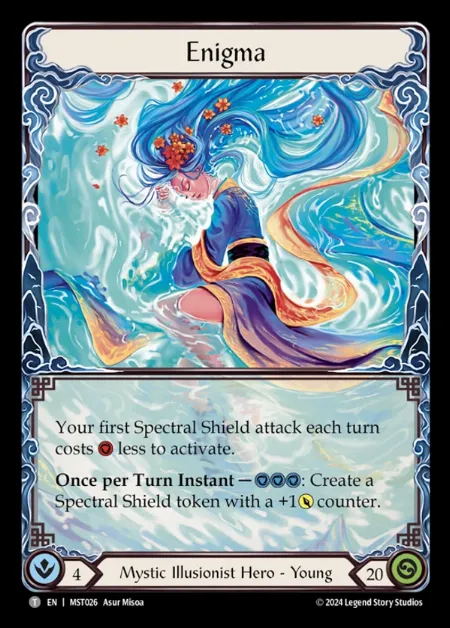 Enigma
Your first Spectral Shield attack each turn
costs less to activate.
Once per Turn Instant — : Create a
Spectral Shield token with a +1 counter.
4
Mystic Illusionist Hero - Young
20
T EN | MST026 Asur Misoa
© 2024 Legend Story Studios